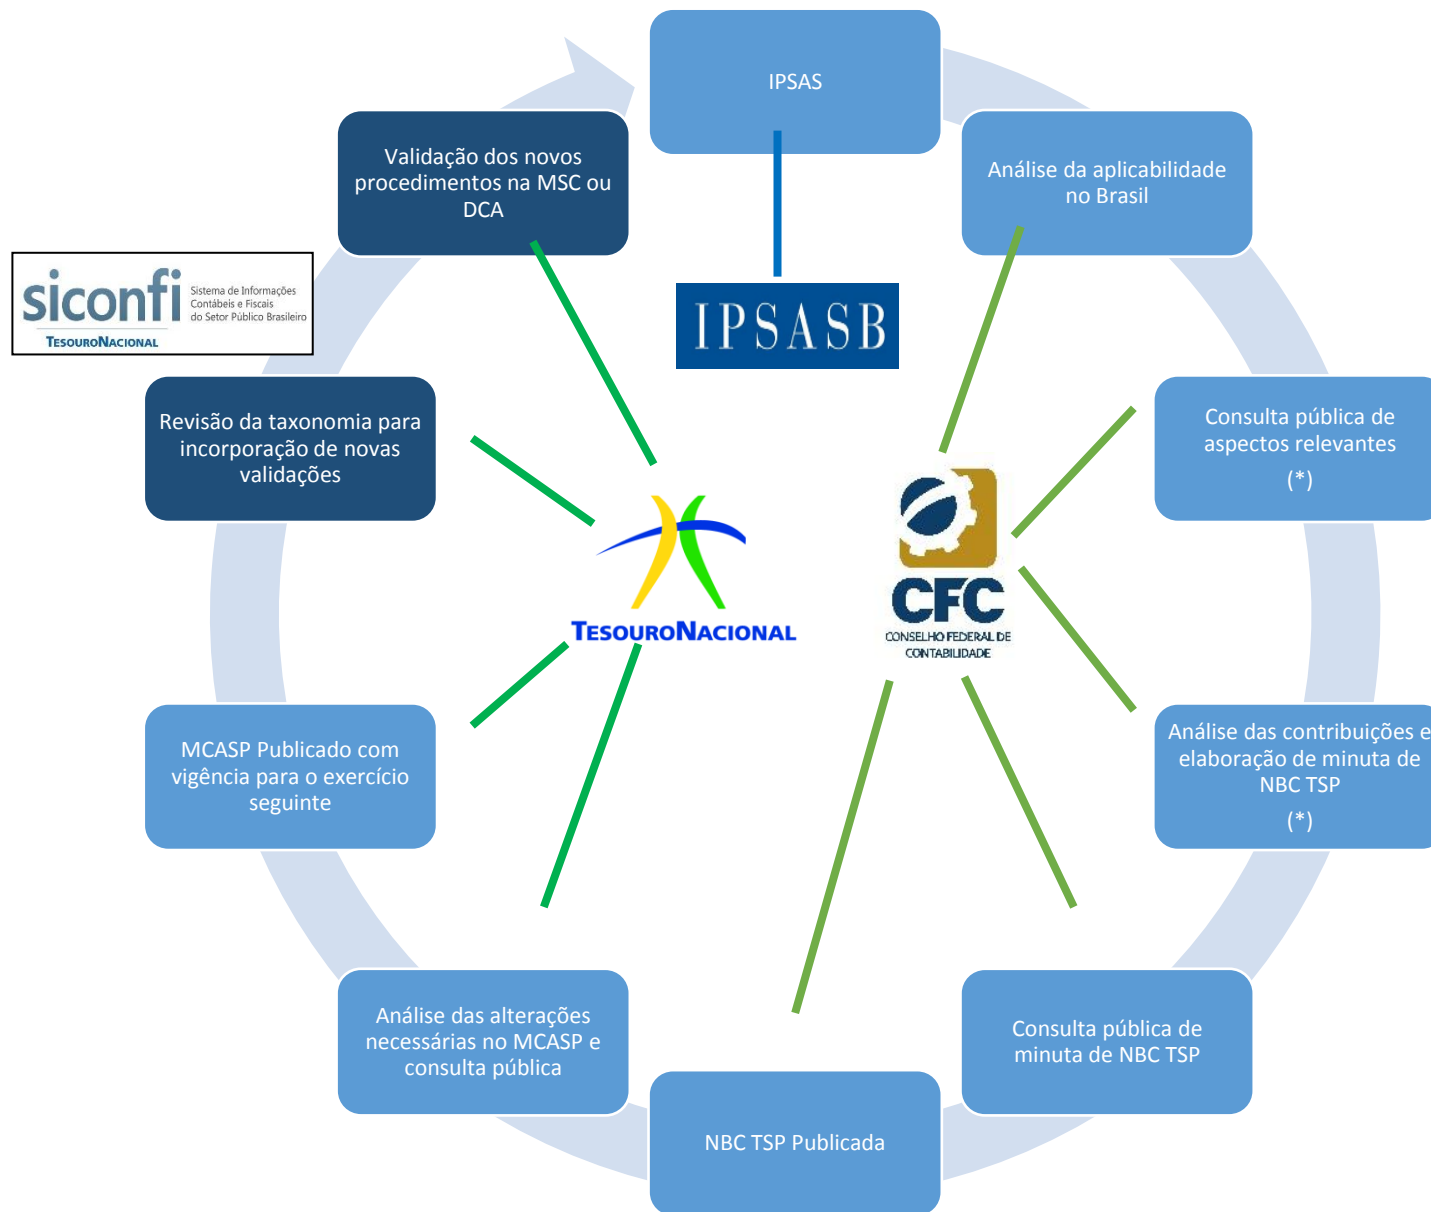 IPSAS
Análise da aplicabilidade
no Brasil
Consulta pública de
aspectos relevantes
(*)
Análise das contribuições e
elaboração de minuta de
NBC TSP
(*)
Consulta pública de
minuta de NBC TSP
NBC TSP Publicada
Análise das alterações
necessárias no MCASP e
consulta pública
MCASP Publicado com
vigência para o exercício
seguinte
Revisão da taxonomia para
incorporação de novas
validações
Validação dos novos
procedimentos na MSC ou
DCA
siconfi
Sistema de Informações
Contábeis e Fiscais
do Setor Público Brasileiro
TESOURONACIONAL
IPSASB
TESOURONACIONAL
CFC
CONSELHO FEDERAL DE
CONTABILIDADE